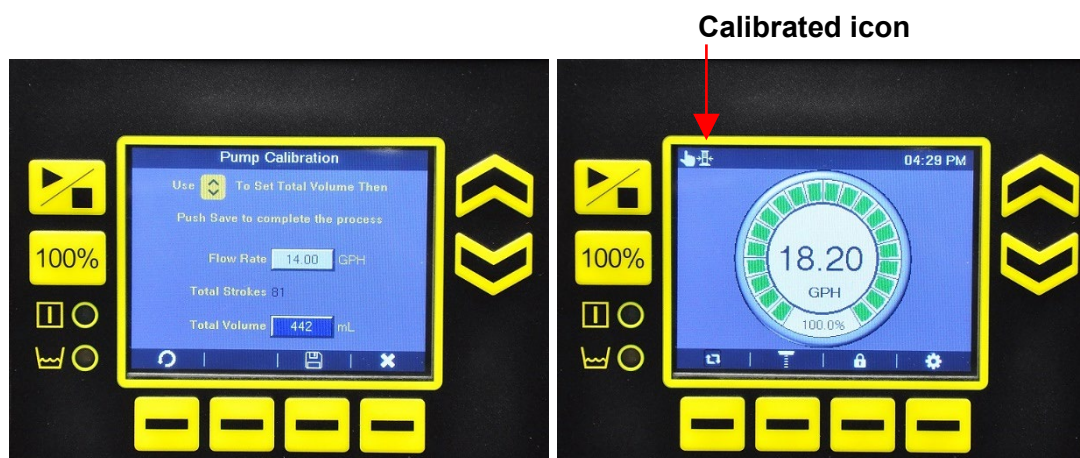 Calibrated icon
Pump Calibration
Use To Set Total Volume Then
Push Save to complete the process
Flow Rate 14.00 GPH
Total Strokes 81
Total Volume 442 mL
100%
04:29 PM
18.20
GPH
100.0%
100%